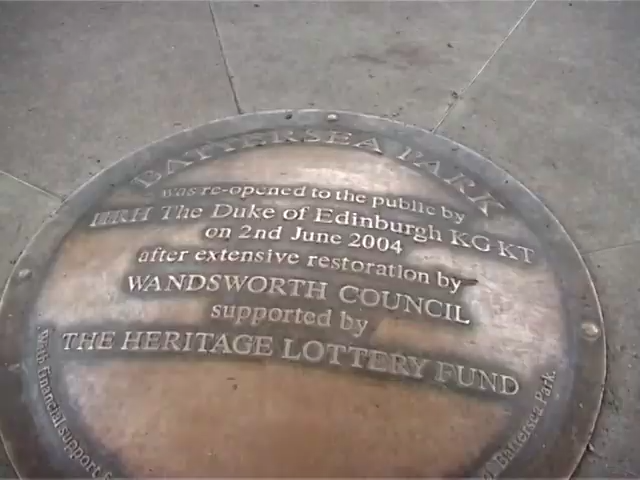 BATTERSEA PARK
was re-opened to the public by
HRH The Duke of Edinburgh KG KT
on 2nd June 2004
after extensive restoration by
WANDSWORTH COUNCIL
supported by
THE HERITAGE LOTTERY FUND
With financial support
Battersea Park.